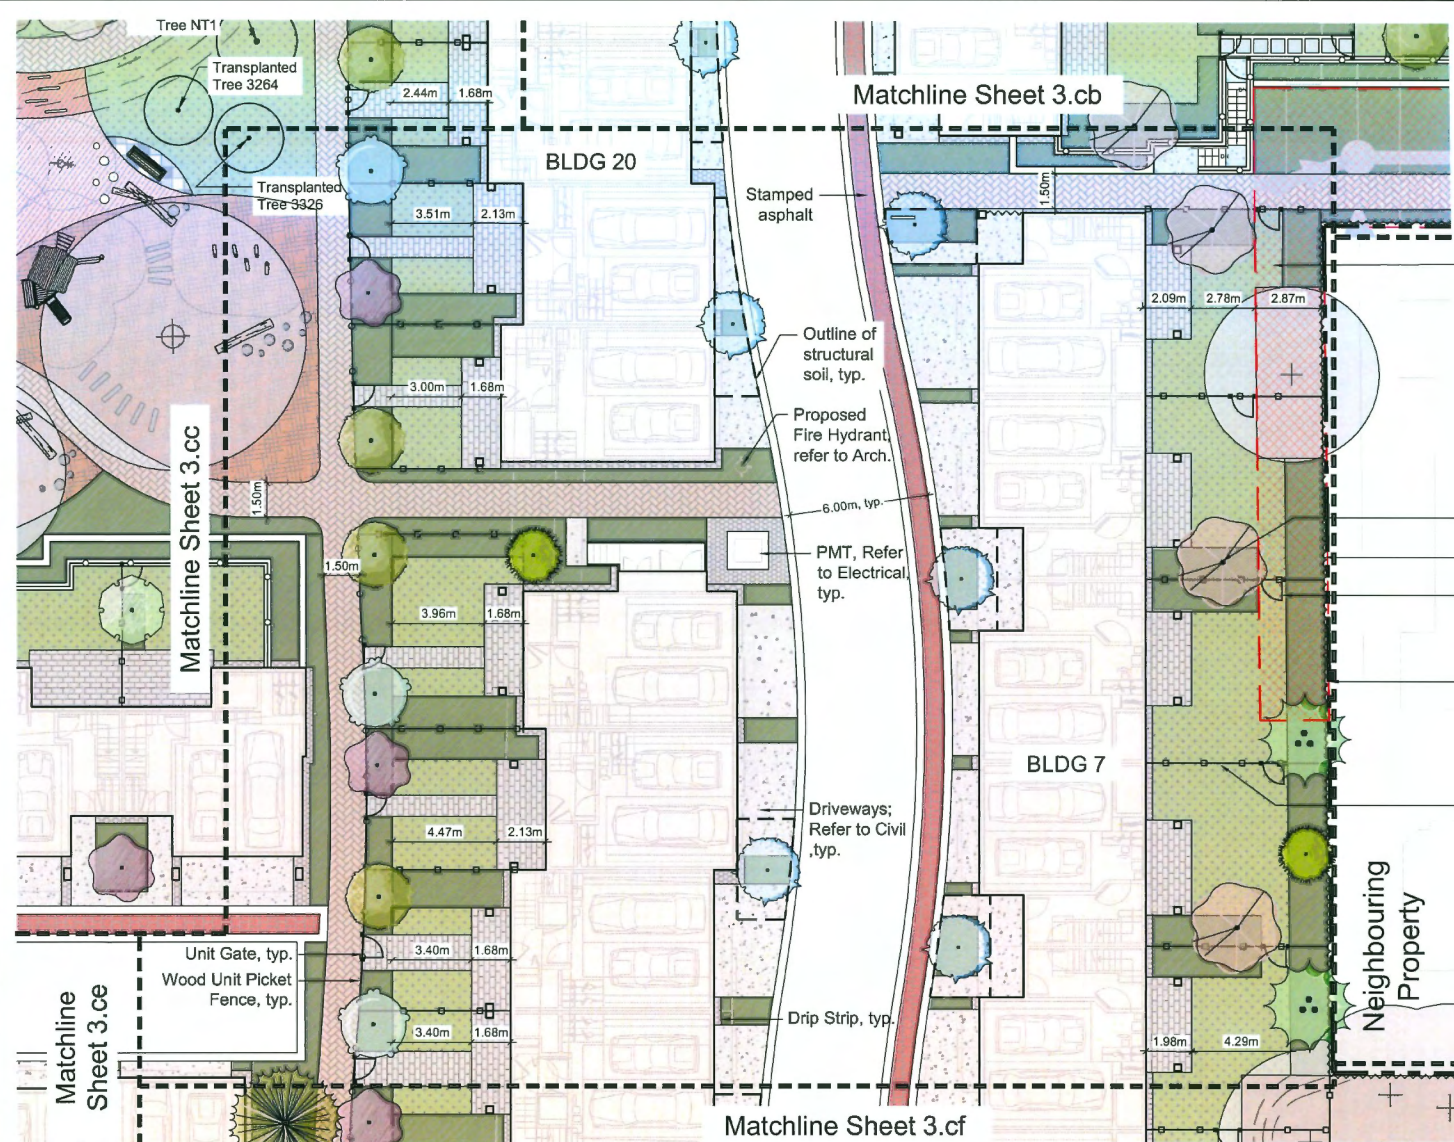 Tree NT1
Transplanted
Tree 3264
2.44m
1.68m
Matchline Sheet 3.cb
BLDG 20
Transplanted
Tree 3326
Stamped
asphalt
1.50m
3.51m
2.13m
2.09m
2.78m
2.87m
Outline of
structural
soil, typ.
3.00m
1.68m
Proposed
Fire Hydrant,
refer to Arch.
Matchline Sheet 3.cc
1.50m
6.00m, typ.
1.50m
PMT, Refer
to Electrical,
typ.
3.96m
1.68m
BLDG 7
Driveways;
Refer to Civil
,typ.
4.47m
2.13m
Neighbouring
Property
Unit Gate, typ.
3.40m
1.68m
Wood Unit Picket
Fence, typ.
Matchline
Sheet 3.ce
Drip Strip, typ.
3.40m
1.68m
1.98m
4.29m
Matchline Sheet 3.cf